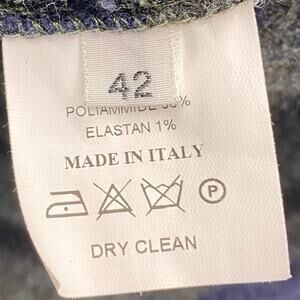 42
POLIAMMIDE
ELASTAN 1%
MADE IN ITALY
P
DRY CLEAN